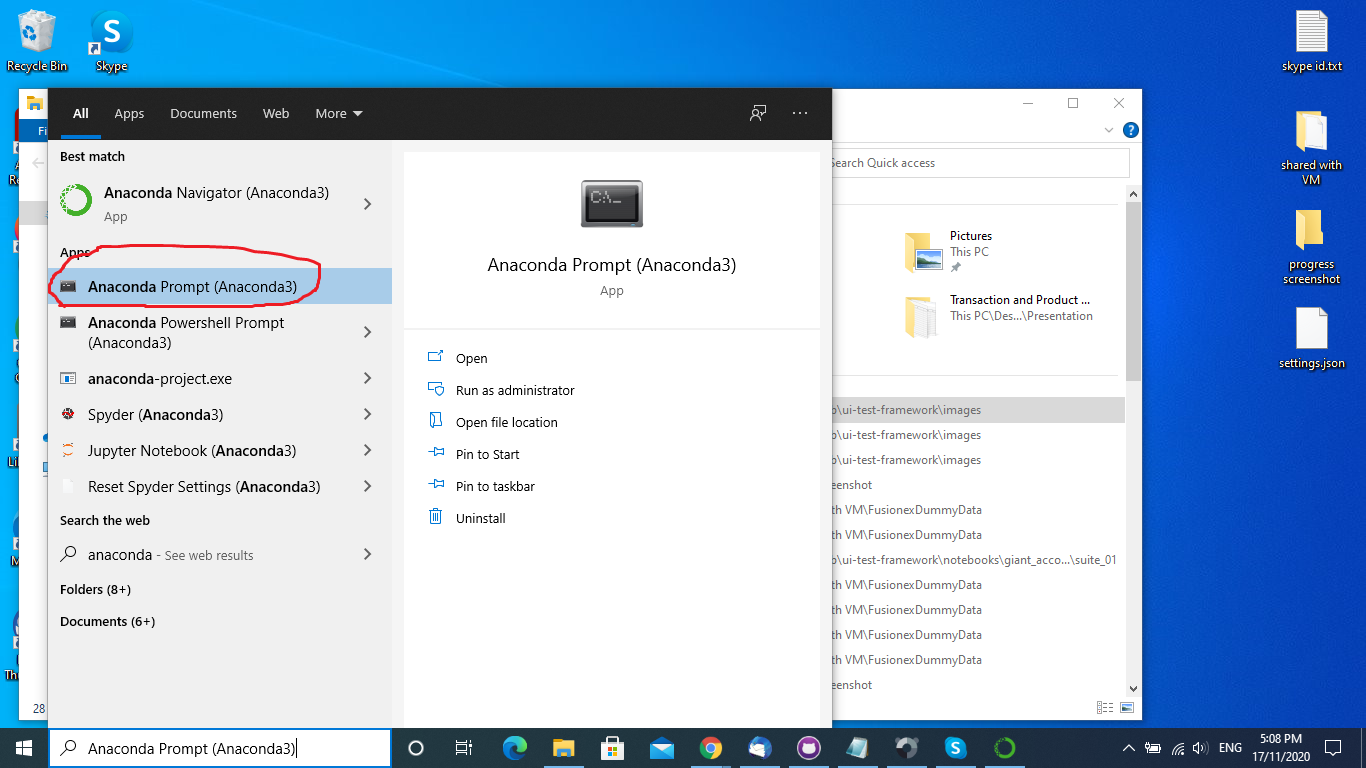 Recycle Bin
Skype
skype id.txt
shared with
VM
progress
screenshot
settings.json
All
Apps
Documents
Web
More
Best match
Anaconda Navigator (Anaconda3)
App
Apps
Anaconda Prompt (Anaconda3)
Anaconda Powershell Prompt
(Anaconda3)
anaconda-project.exe
Spyder (Anaconda3)
Jupyter Notebook (Anaconda3)
Reset Spyder Settings (Anaconda3)
Search the web
anaconda - See web results
Folders (8+)
Documents (6+)
C:\_
Anaconda Prompt (Anaconda3)
App
Open
Run as administrator
Open file location
Pin to Start
Pin to taskbar
Uninstall
Search Quick access
Pictures
This PC
Transaction and Product ...
This PC\Des...\Presentation
\ui-test-framework\images
\ui-test-framework\images
\ui-test-framework\images
eenshot
th VM\FusionexDummyData
th VM\FusionexDummyData
\ui-test-framework\notebooks\giant_acco...\suite_01
th VM\FusionexDummyData
th VM\FusionexDummyData
th VM\FusionexDummyData
th VM\FusionexDummyData
eenshot
28
Anaconda Prompt (Anaconda3)
ENG
5:08 PM
17/11/2020